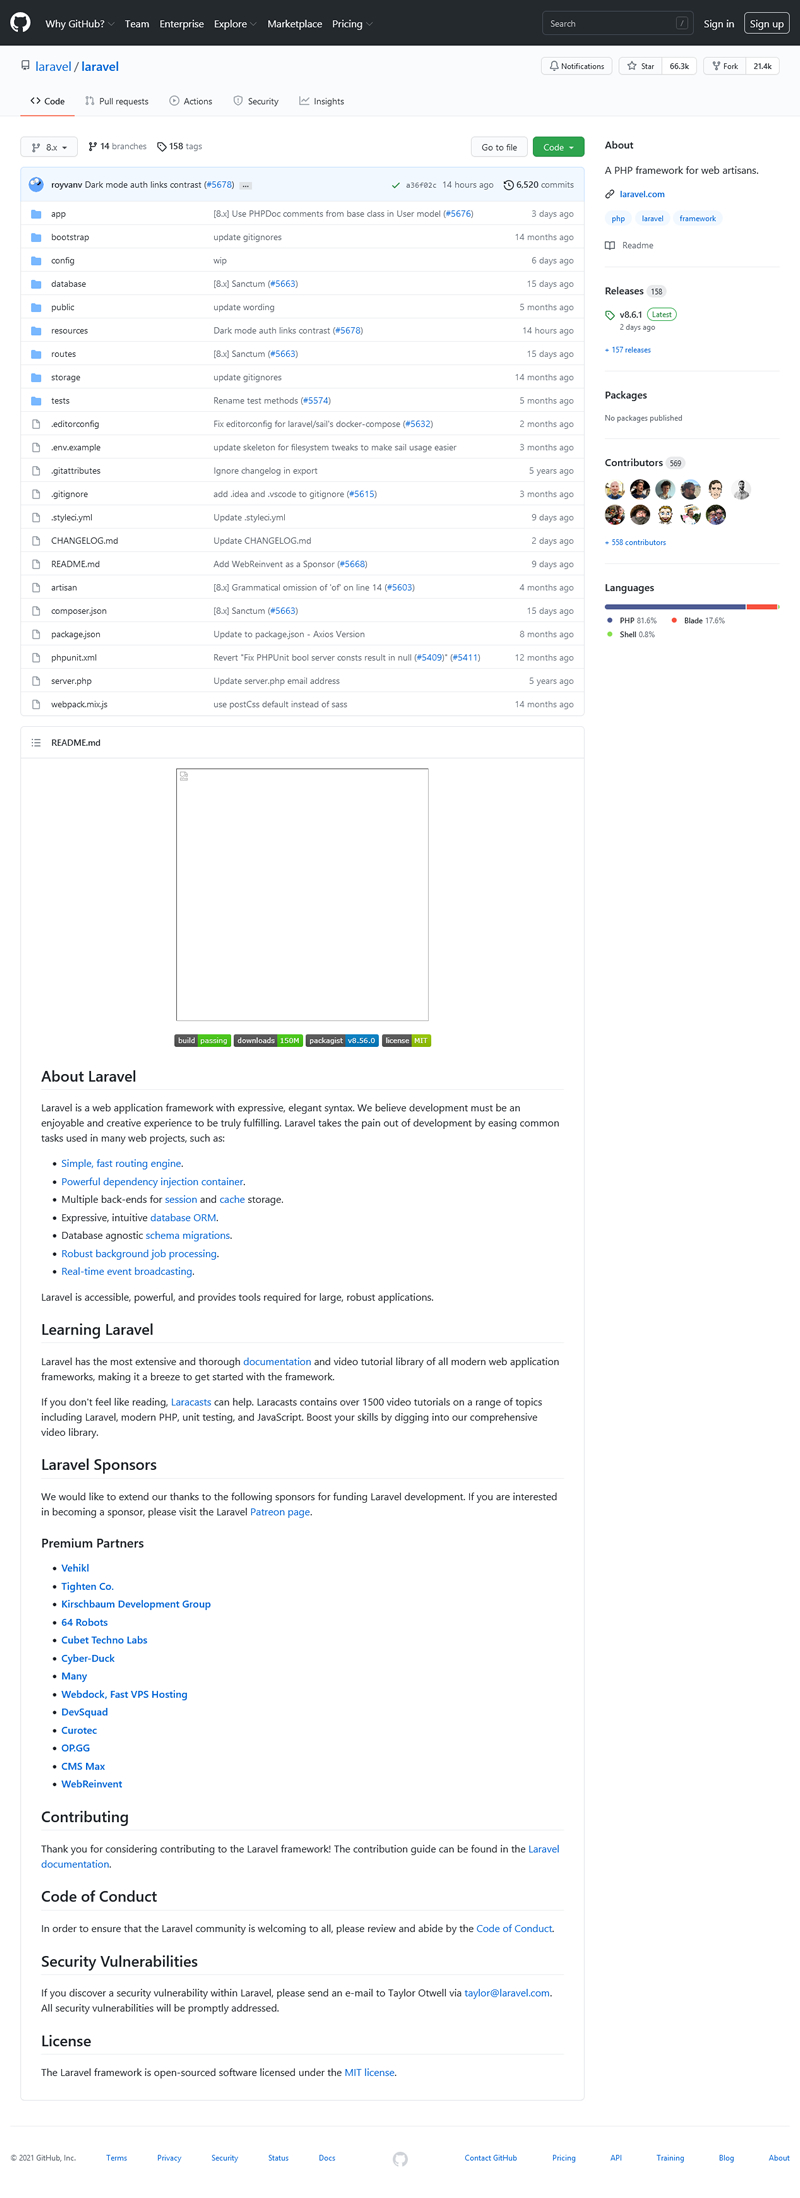 Why GitHub? Team Enterprise Explore Marketplace Pricing Search / Sign in Sign up
laravel / laravel Notifications Star 66.3k Fork 21.4k
Code Pull requests Actions Security Insights
8.x 14 branches 158 tags Go to file Code
royvanv Dark mode auth links contrast (#5678) ... a36f02c 14 hours ago 6,520 commits
app [8.x] Use PHPDoc comments from base class in User model (#5676) 3 days ago
bootstrap update gitignores 14 months ago
config wip 6 days ago
database [8.x] Sanctum (#5663) 15 days ago
public update wording 5 months ago
resources Dark mode auth links contrast (#5678) 14 hours ago
routes [8.x] Sanctum (#5663) 15 days ago
storage update gitignores 14 months ago
tests Rename test methods (#5574) 5 months ago
.editorconfig Fix editorconfig for laravel/sail's docker-compose (#5632) 2 months ago
.env.example update skeleton for filesystem tweaks to make sail usage easier 3 months ago
.gitattributes Ignore changelog in export 5 years ago
.gitignore add .idea and .vscode to gitignore (#5615) 3 months ago
.styleci.yml Update .styleci.yml 9 days ago
CHANGELOG.md Update CHANGELOG.md 2 days ago
README.md Add WebReinvent as a Sponsor (#5668) 9 days ago
artisan [8.x] Grammatical omission of 'of' on line 14 (#5603) 4 months ago
composer.json [8.x] Sanctum (#5663) 15 days ago
package.json Update to package.json - Axios Version 8 months ago
phpunit.xml Revert "Fix PHPUnit bool server consts result in null (#5409)" (#5411) 12 months ago
server.php Update server.php email address 5 years ago
webpack.mix.js use postCss default instead of sass 14 months ago
About
A PHP framework for web artisans.
laravel.com
php laravel framework
Readme
Releases 158
v8.6.1 Latest
2 days ago
+ 157 releases
Packages
No packages published
Contributors 569
+ 558 contributors
Languages
PHP 81.6% Blade 17.6%
Shell 0.8%
README.md
build passing downloads 150M packagist v8.56.0 license MIT
About Laravel
Laravel is a web application framework with expressive, elegant syntax. We believe development must be an
enjoyable and creative experience to be truly fulfilling. Laravel takes the pain out of development by easing common
tasks used in many web projects, such as:
• Simple, fast routing engine.
• Powerful dependency injection container.
• Multiple back-ends for session and cache storage.
• Expressive, intuitive database ORM.
• Database agnostic schema migrations.
• Robust background job processing.
• Real-time event broadcasting.
Laravel is accessible, powerful, and provides tools required for large, robust applications.
Learning Laravel
Laravel has the most extensive and thorough documentation and video tutorial library of all modern web application
frameworks, making it a breeze to get started with the framework.
If you don't feel like reading, Laracasts can help. Laracasts contains over 1500 video tutorials on a range of topics
including Laravel, modern PHP, unit testing, and JavaScript. Boost your skills by digging into our comprehensive
video library.
Laravel Sponsors
We would like to extend our thanks to the following sponsors for funding Laravel development. If you are interested
in becoming a sponsor, please visit the Laravel Patreon page.
Premium Partners
• Vehikl
• Tighten Co.
• Kirschbaum Development Group
• 64 Robots
• Cubet Techno Labs
• Cyber-Duck
• Many
• Webdock, Fast VPS Hosting
• DevSquad
• Curotec
• OP.GG
• CMS Max
• WebReinvent
Contributing
Thank you for considering contributing to the Laravel framework! The contribution guide can be found in the Laravel
documentation.
Code of Conduct
In order to ensure that the Laravel community is welcoming to all, please review and abide by the Code of Conduct.
Security Vulnerabilities
If you discover a security vulnerability within Laravel, please send an e-mail to Taylor Otwell via taylor@laravel.com.
All security vulnerabilities will be promptly addressed.
License
The Laravel framework is open-sourced software licensed under the MIT license.
© 2021 GitHub, Inc. Terms Privacy Security Status Docs Contact GitHub Pricing API Training Blog About